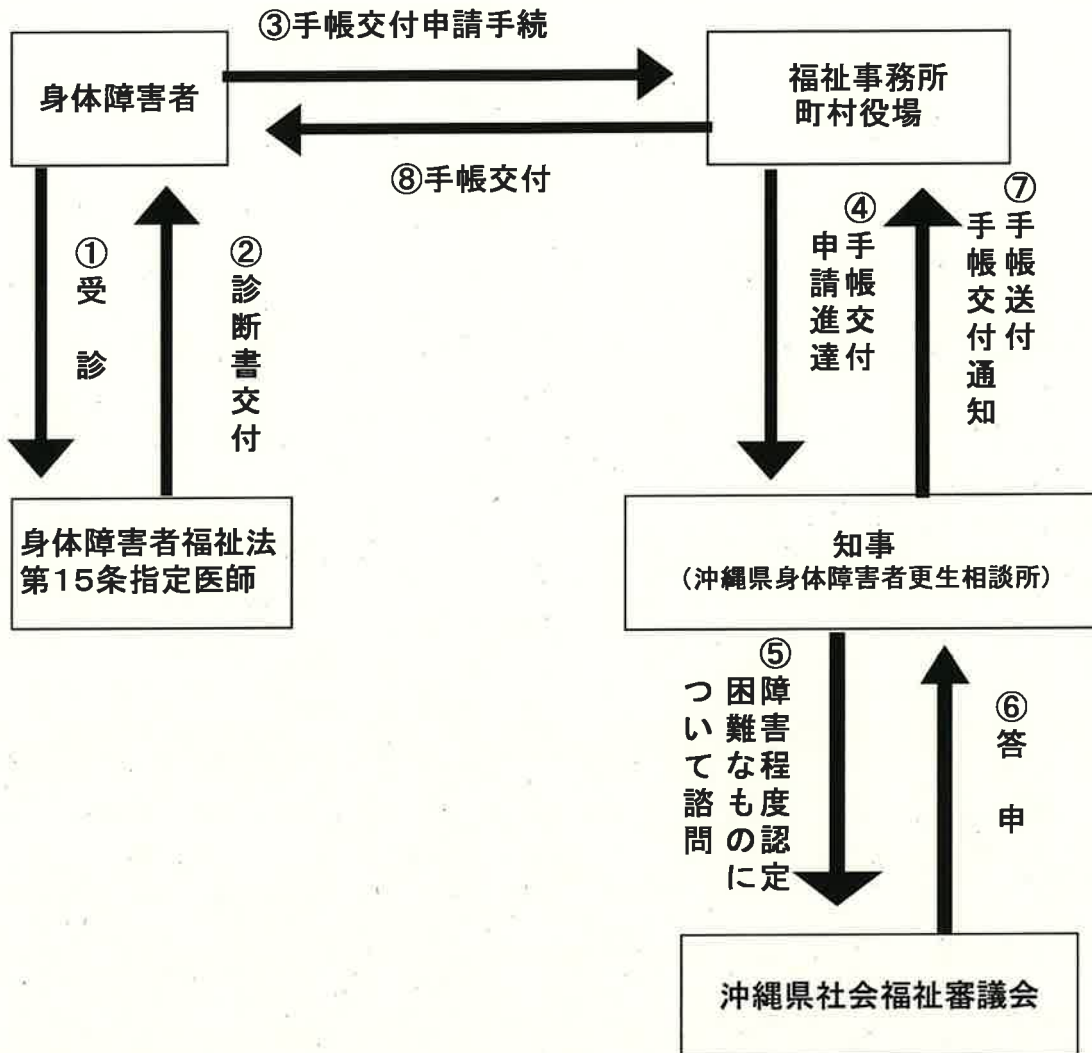 ③手帳交付申請手続
身体障害者
福祉事務所
町村役場
⑧手帳交付
①受 診
②診断書交付
④手帳交付
申請進達
⑦手帳送付
手帳交付通知
身体障害者福祉法
第15条指定医師
知事
(沖縄県身体障害者更生相談所)
⑤障害程度認定
困難なものに
ついて諮問
⑥答 申
沖縄県社会福祉審議会